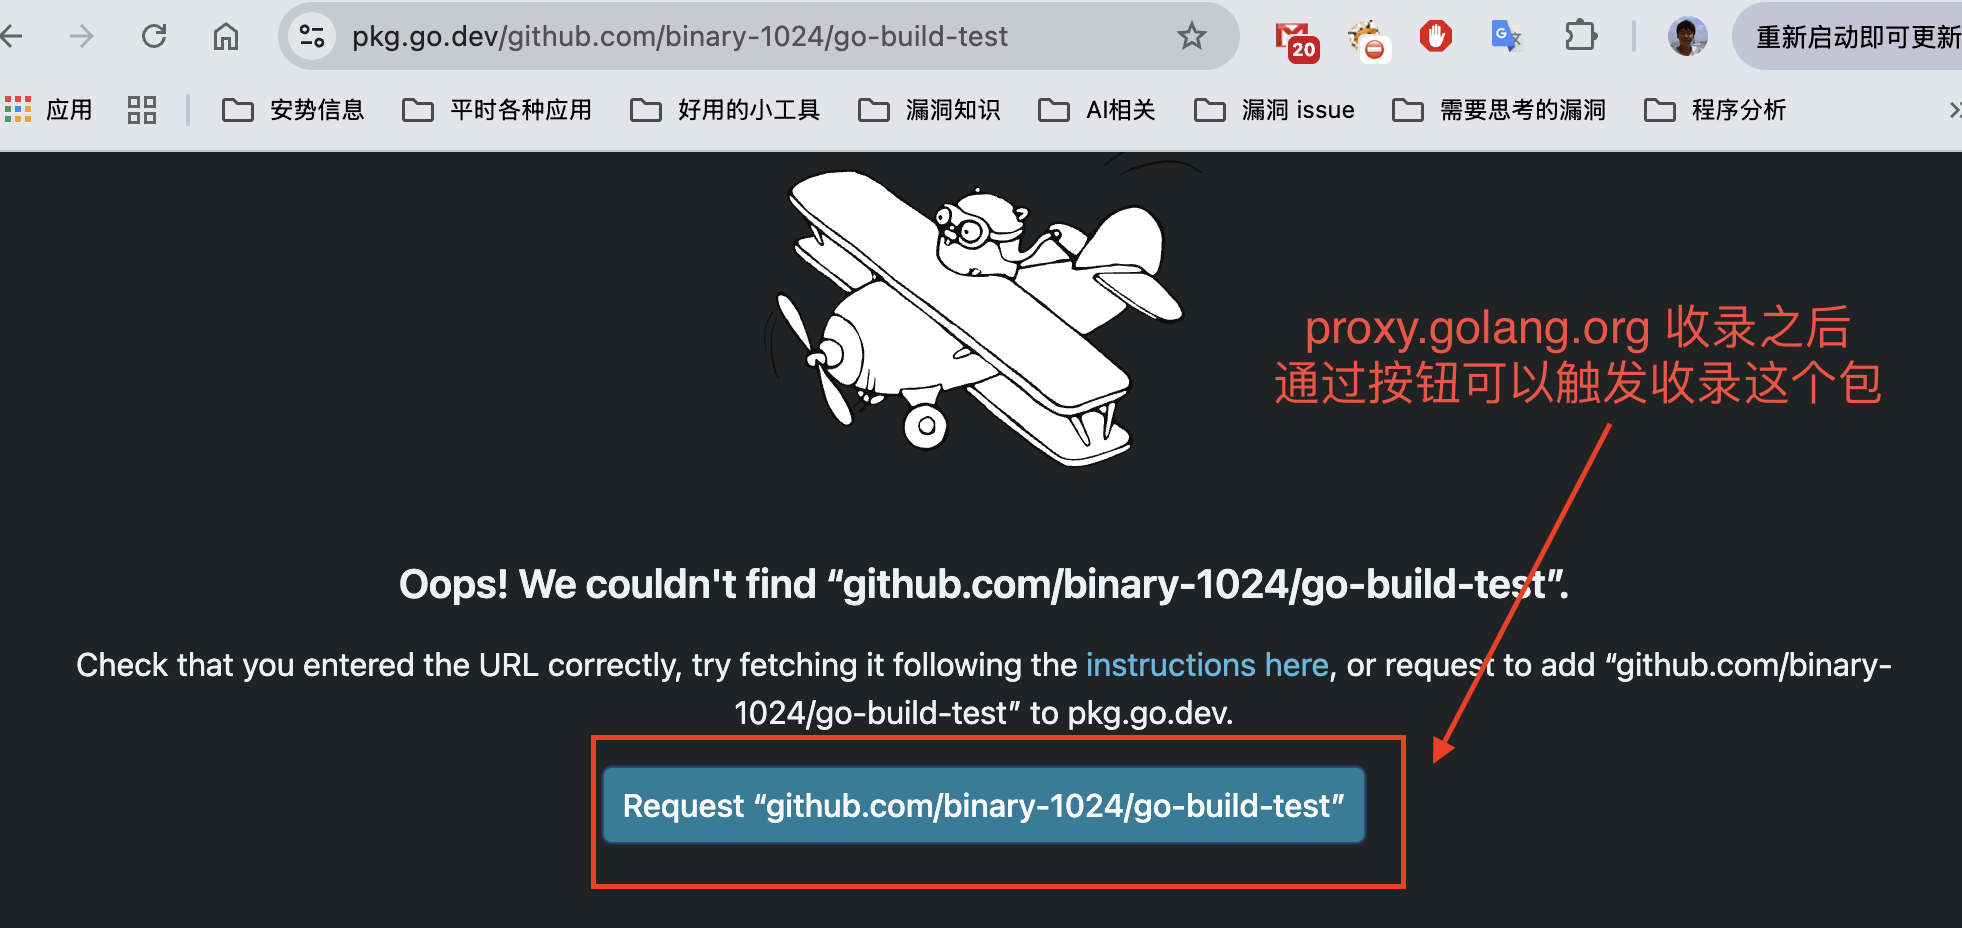 pkg.go.dev/github.com/binary-1024/go-build-test
20
重新启动即可更新
应用
安势信息
平时各种应用
好用的小工具
漏洞知识
AI相关
漏洞 issue
需要思考的漏洞
程序分析
proxy.golang.org 收录之后
通过按钮可以触发收录这个包
Oops! We couldn't find “github.com/binary-1024/go-build-test”.
Check that you entered the URL correctly, try fetching it following the instructions here, or request to add “github.com/binary-
1024/go-build-test” to pkg.go.dev.
Request “github.com/binary-1024/go-build-test”